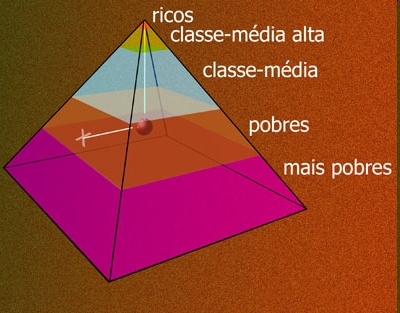 ricos
classe-média alta
classe-média
pobres
mais pobres